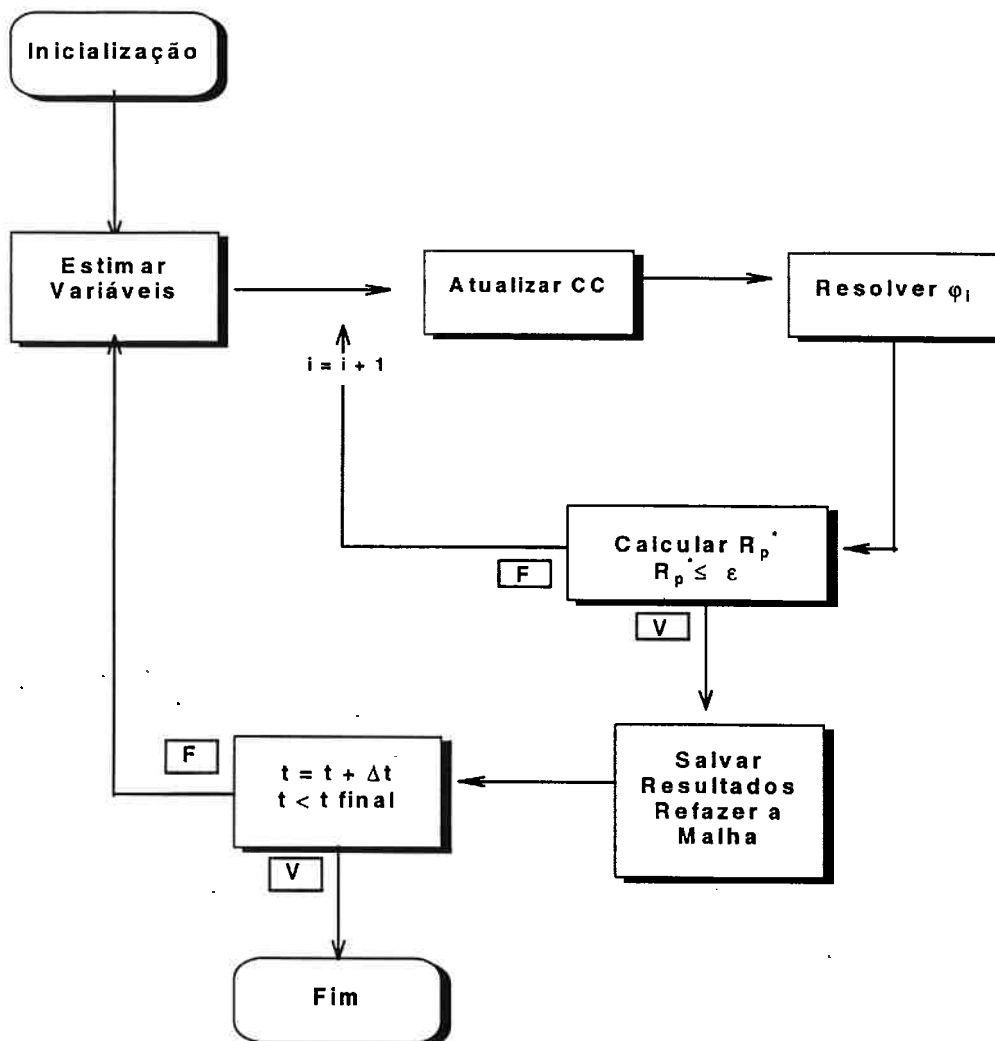 Inicialização
Estimar
Variáveis
Atualizar CC
Resolver φi
i = i + 1
Calcular Rp*
Rp* ≤ ε
F
V
Salvar
Resultados
Refazer a
Malha
F
t = t + Δt
t < t final
V
Fim